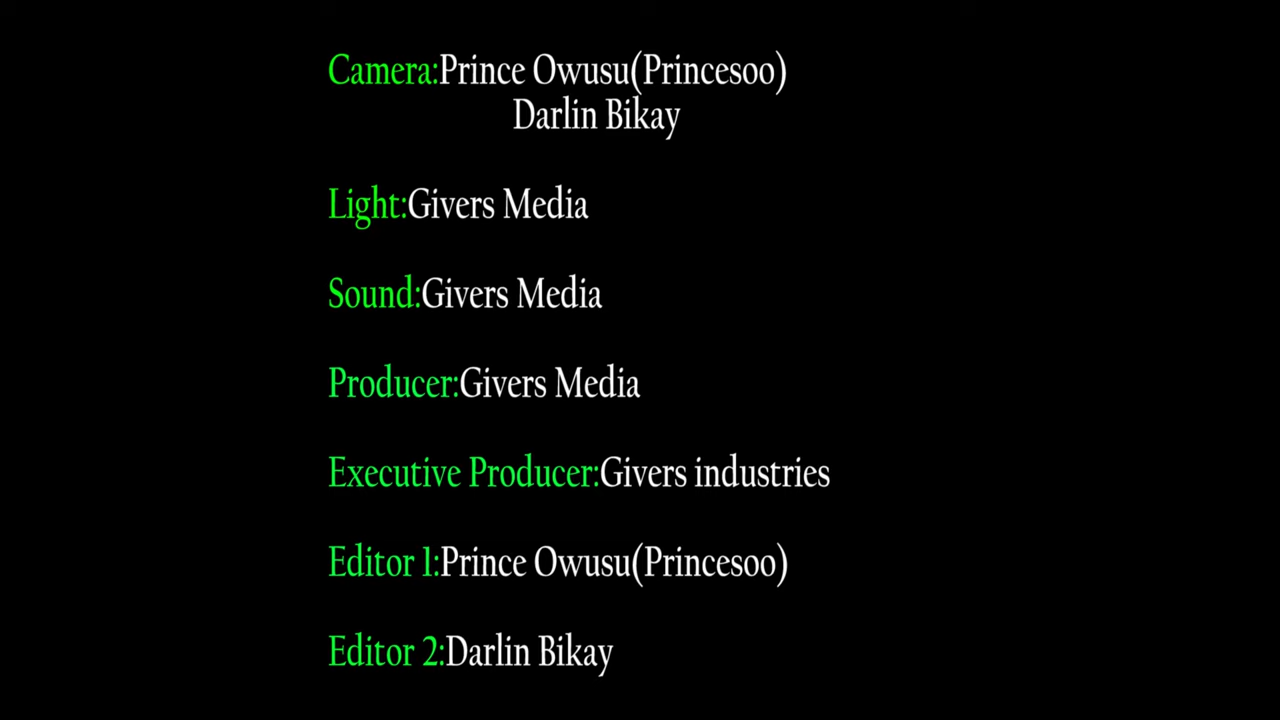 Camera:Prince Owusu(Princesoo)
Darlin Bikay
Light:Givers Media
Sound:Givers Media
Producer:Givers Media
Executive Producer:Givers industries
Editor 1:Prince Owusu(Princesoo)
Editor 2:Darlin Bikay